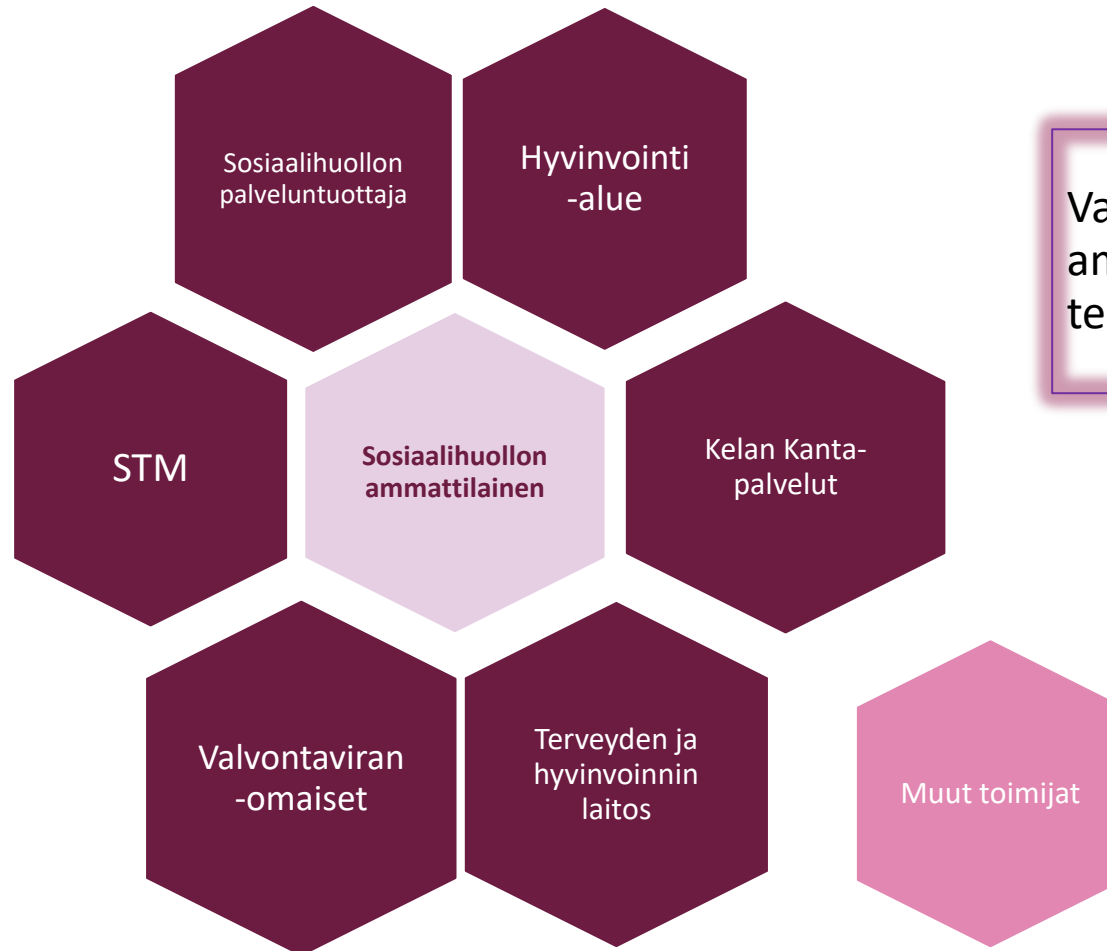 Sosiaalihuollon
palveluntuottaja
Hyvinvointi
-alue
STM
Sosiaalihuollon
ammattilainen
Kelan Kanta-
palvelut
Valvontaviran
-omaiset
Terveyden ja
hyvinvoinnin
laitos
Muut toimijat